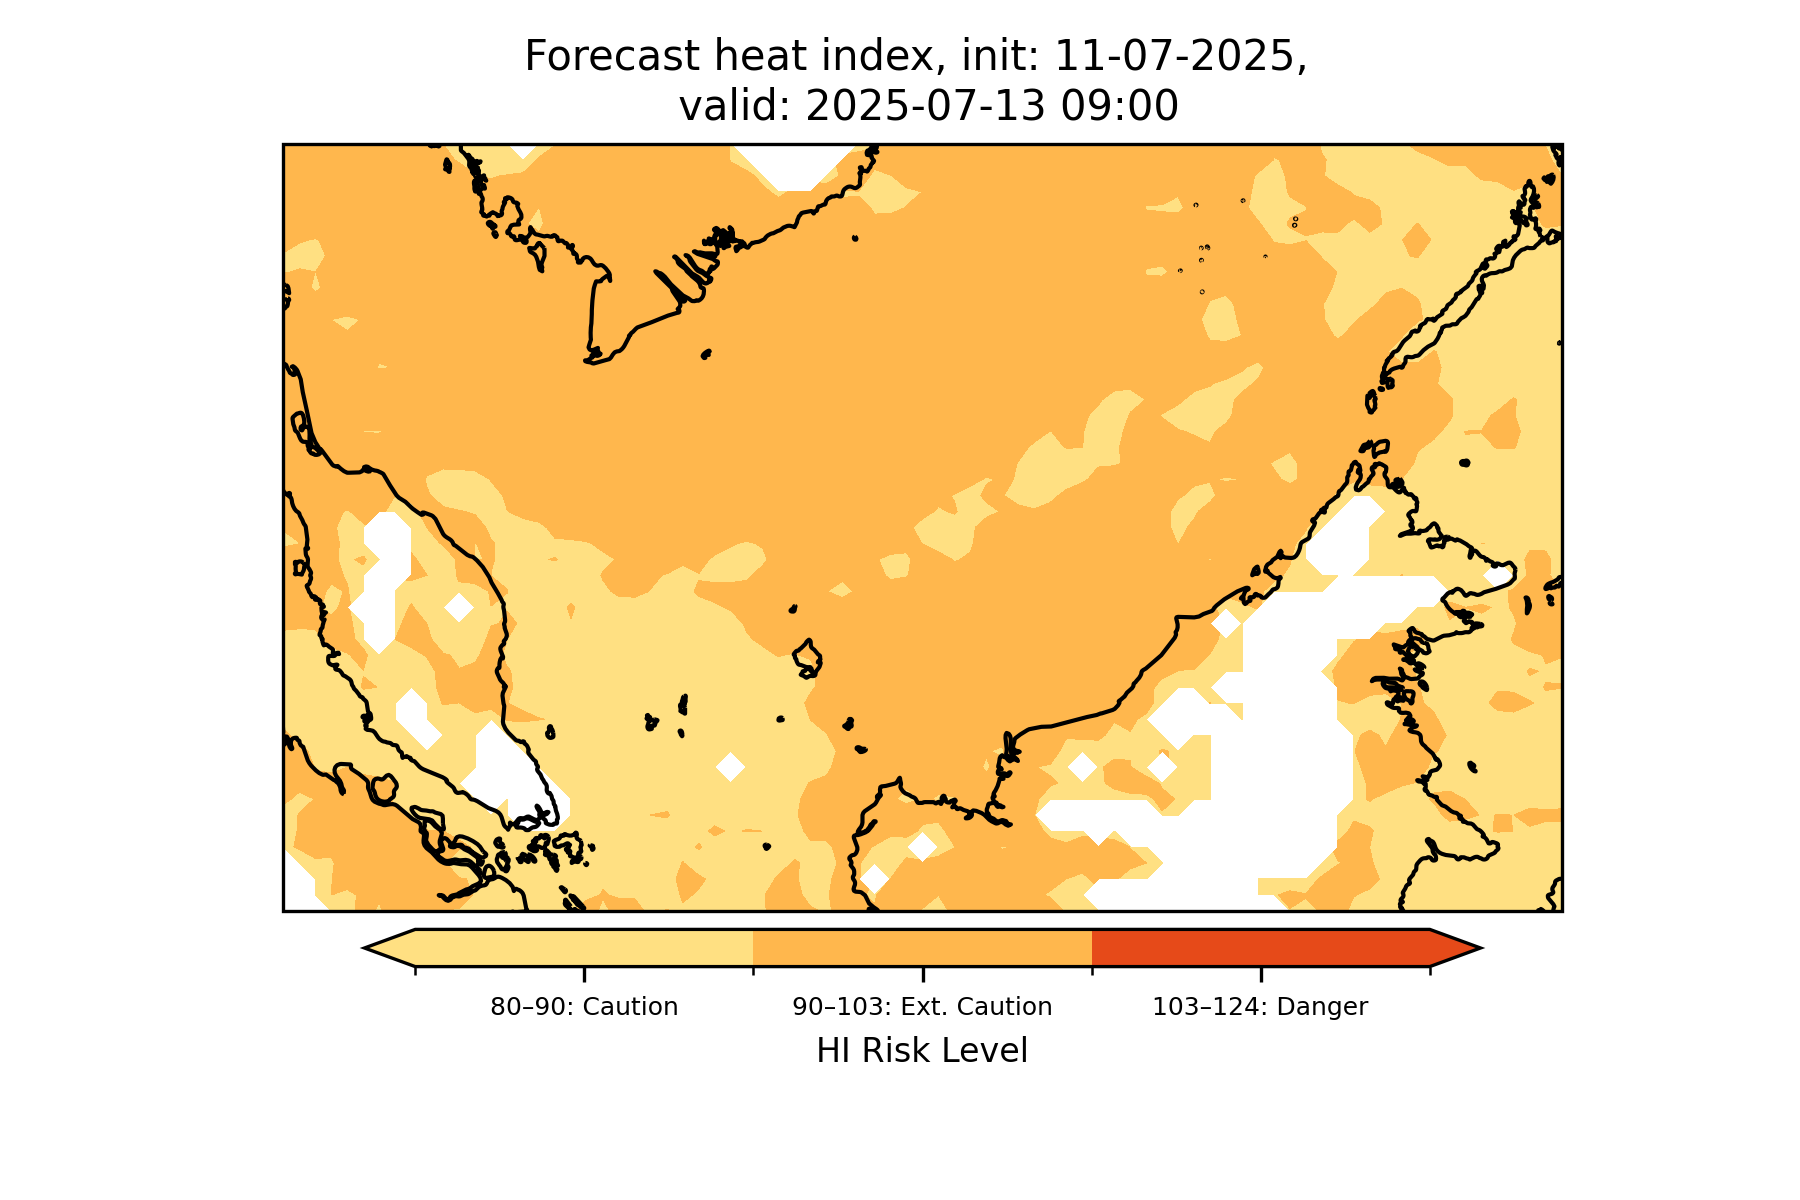 Forecast heat index, init: 11-07-2025,
valid: 2025-07-13 09:00
80–90: Caution
90–103: Ext. Caution
103–124: Danger
HI Risk Level